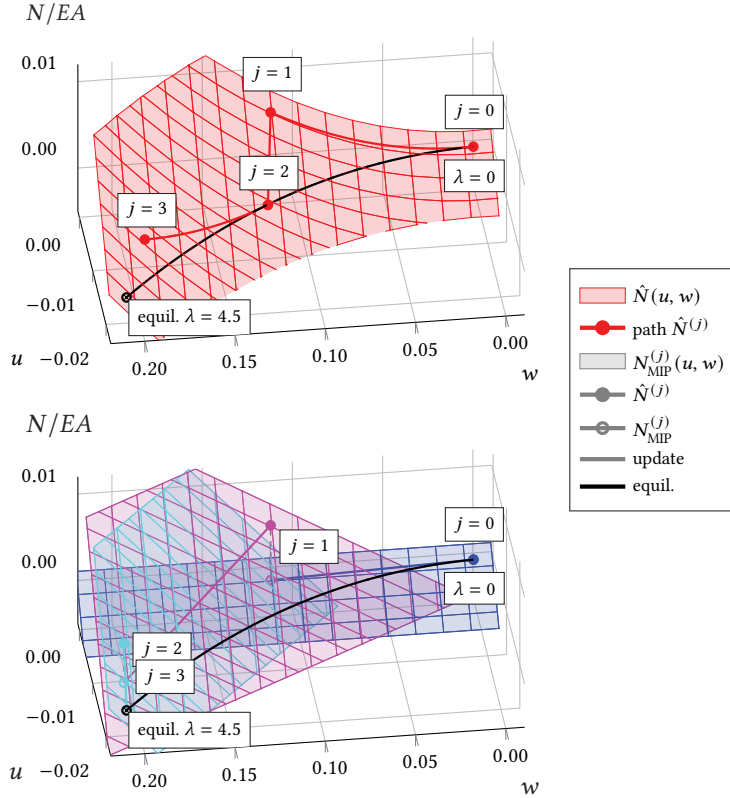 N/EA
0.01
j = 1
j = 0
0.00
j = 2
λ = 0
j = 3
0.00
−0.01
equil. λ = 4.5
u
−0.02
0.20
0.15
0.10
0.05
0.00
w
N̂(u, w)
path N̂^(j)
N_MIP^(j)(u, w)
N̂^(j)
N_MIP^(j)
update
equil.
N/EA
0.01
j = 0
j = 1
0.00
λ = 0
j = 2
0.00
j = 3
−0.01
equil. λ = 4.5
u
−0.02
0.20
0.15
0.10
0.05
0.00
w